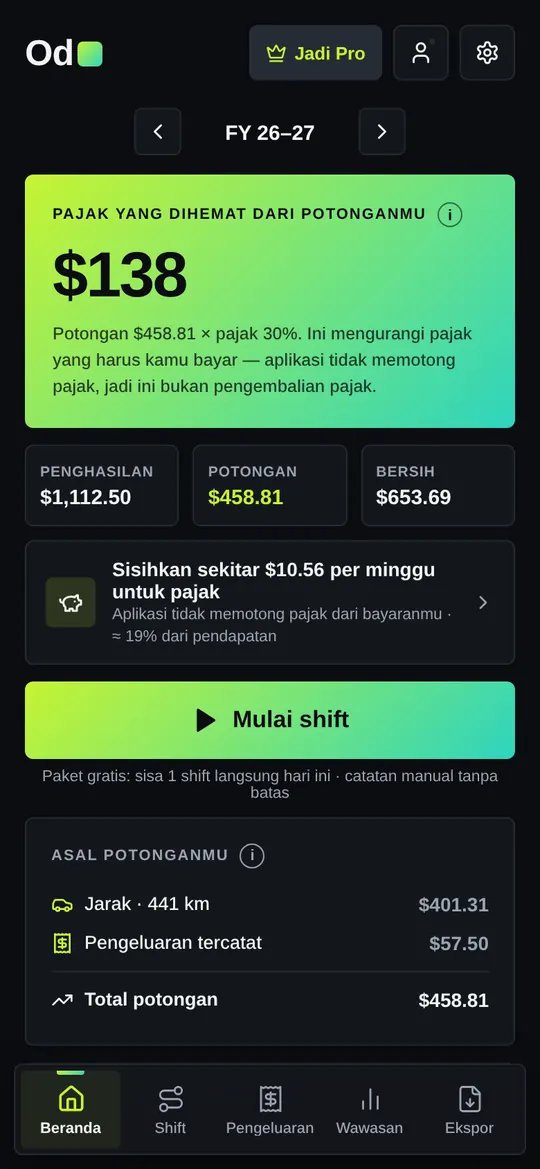 Od
Jadi Pro
FY 26–27
PAJAK YANG DIHEMAT DARI POTONGANMU i
$138
Potongan $458.81 × pajak 30%. Ini mengurangi pajak
yang harus kamu bayar — aplikasi tidak memotong
pajak, jadi ini bukan pengembalian pajak.
PENGHASILAN
$1,112.50
POTONGAN
$458.81
BERSIH
$653.69
Sisihkan sekitar $10.56 per minggu
untuk pajak
Aplikasi tidak memotong pajak dari bayaranmu ·
≈ 19% dari pendapatan
Mulai shift
Paket gratis: sisa 1 shift langsung hari ini · catatan manual tanpa
batas
ASAL POTONGANMU i
Jarak · 441 km $401.31
Pengeluaran tercatat $57.50
Total potongan $458.81
Beranda
Shift
Pengeluaran
Wawasan
Ekspor